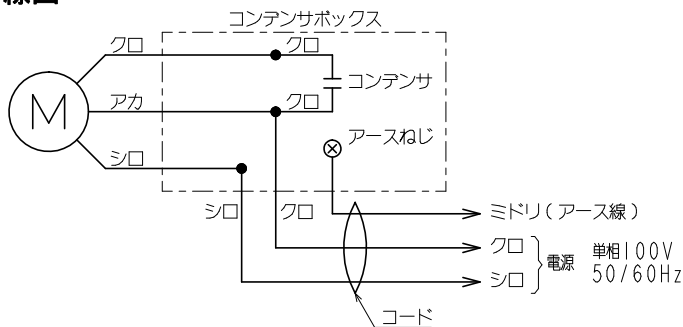 コンデンサボックス
クロ
クロ
コンデンサ
M
アカ
クロ
アースねじ
シロ
シロ
クロ
ミドリ(アース線)
クロ
電源
単相100V
50/60Hz
シロ
コード